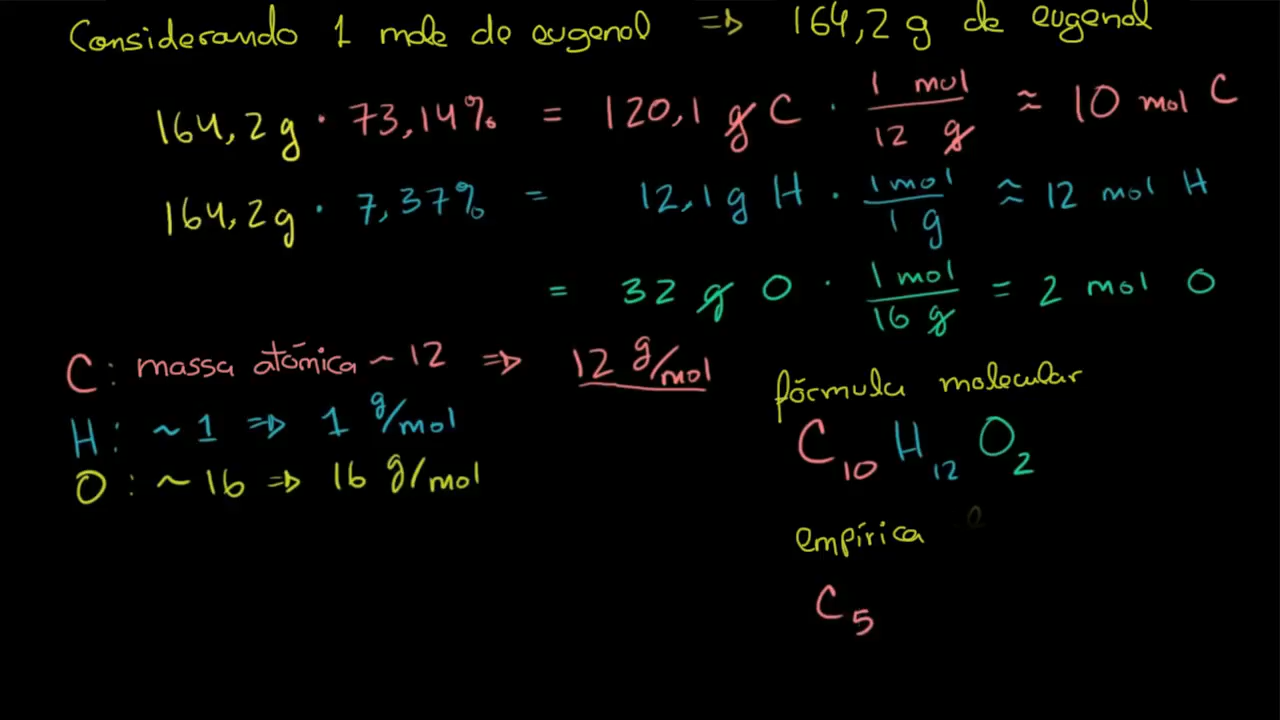 Considerando 1 mole de eugenol ⇒ 164,2 g de eugenol
164,2 g · 73,14% = 120,1 g C · 1 mol / 12 g ≈ 10 mol C
164,2 g · 7,37% = 12,1 g H · 1 mol / 1 g ≈ 12 mol H
= 32 g O · 1 mol / 16 g = 2 mol O
C: massa atómica ~ 12 ⇒ 12 g/mol
H: ~ 1 ⇒ 1 g/mol
O: ~ 16 ⇒ 16 g/mol
fórmula molecular
C₁₀ H₁₂ O₂
empírica
C₅